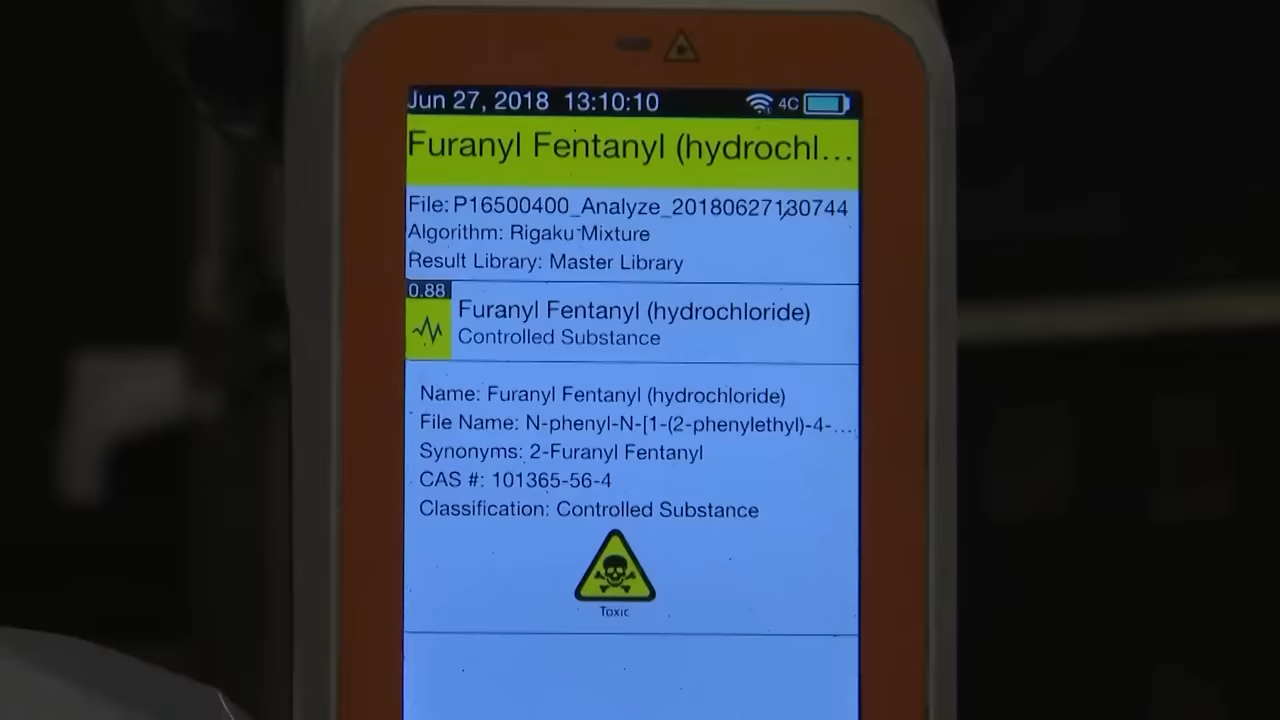 Jun 27, 2018 13:10:10 4C
Furanyl Fentanyl (hydrochl...
File: P16500400_Analyze_20180627130744
Algorithm: Rigaku Mixture
Result Library: Master Library
0.88
Furanyl Fentanyl (hydrochloride)
Controlled Substance
Name: Furanyl Fentanyl (hydrochloride)
File Name: N-phenyl-N-[1-(2-phenylethyl)-4-...
Synonyms: 2-Furanyl Fentanyl
CAS #: 101365-56-4
Classification: Controlled Substance
Toxic